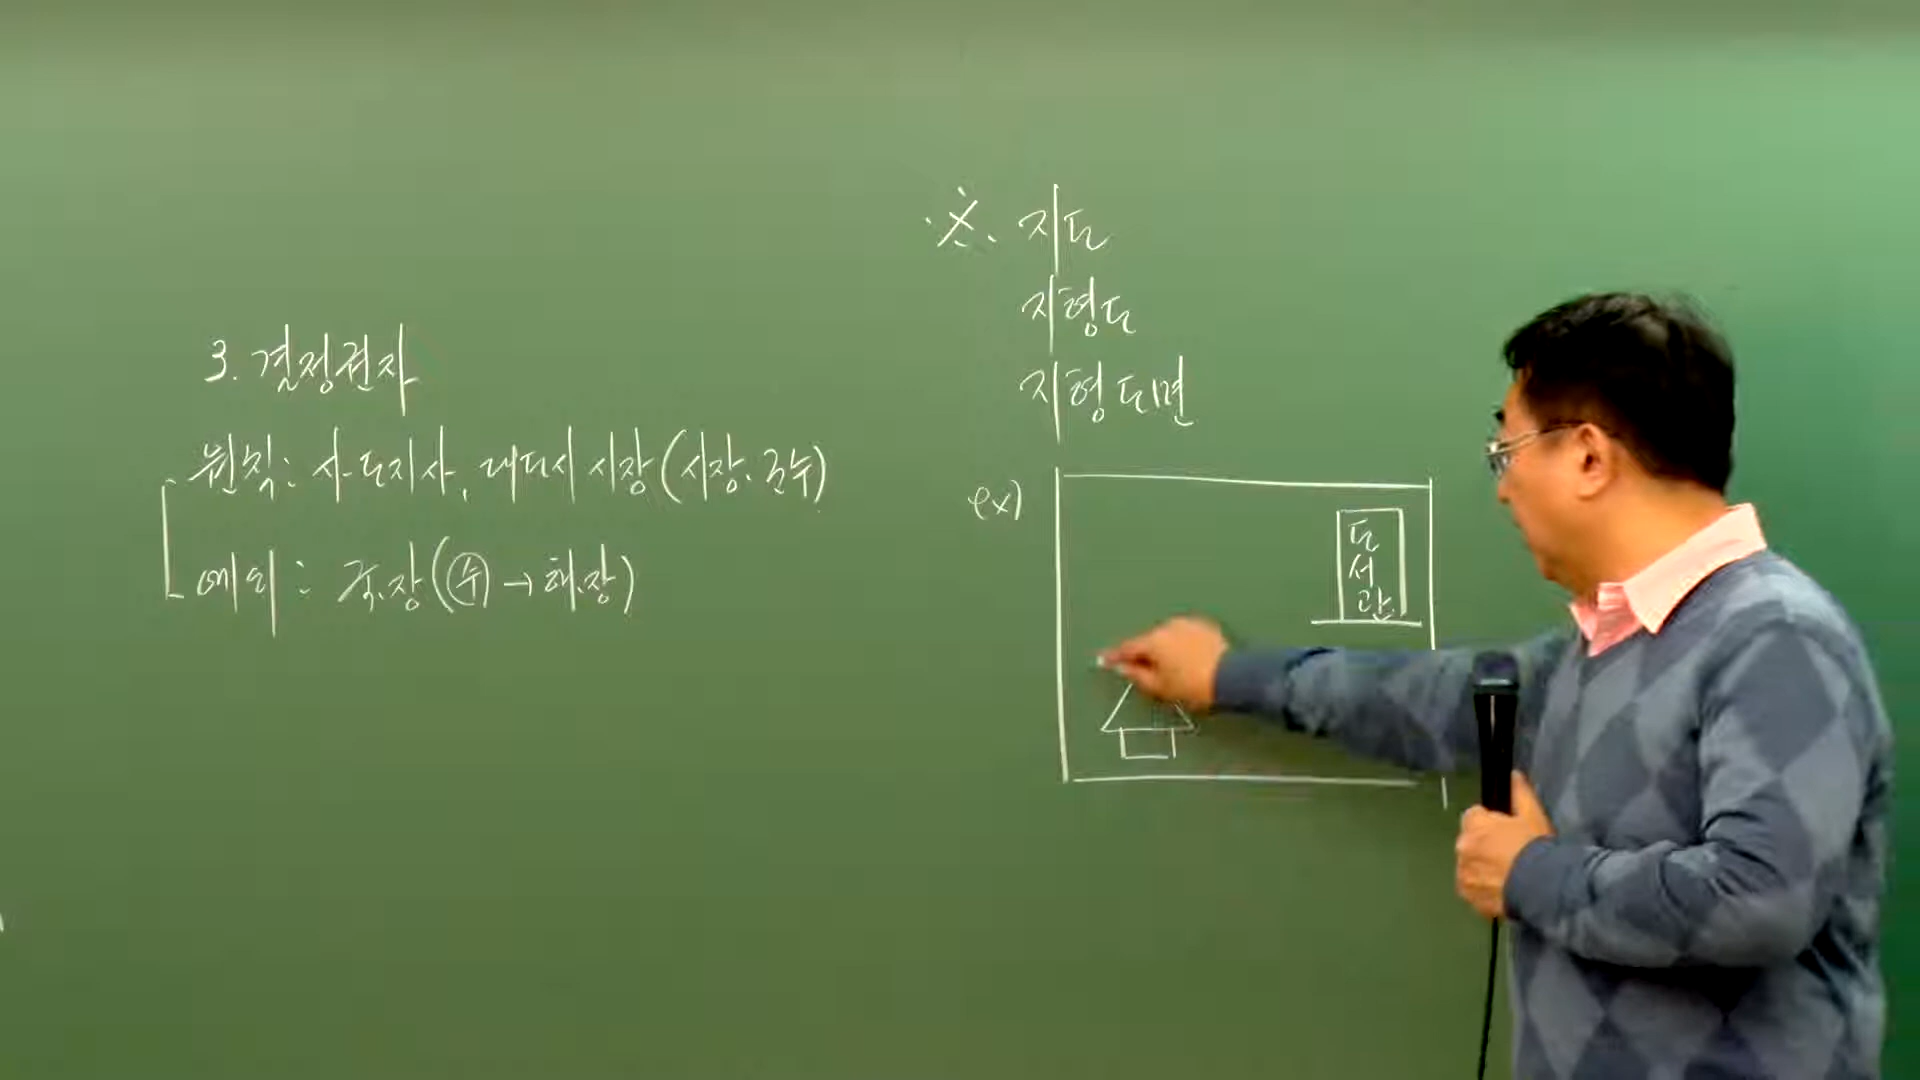 3. 결정권자
원칙: 시·도지사, 대도시 시장(시장·군수)
예외: 국.장(수→해.장)
※. 지도
지형도
지형도면
ex)
도
서
관